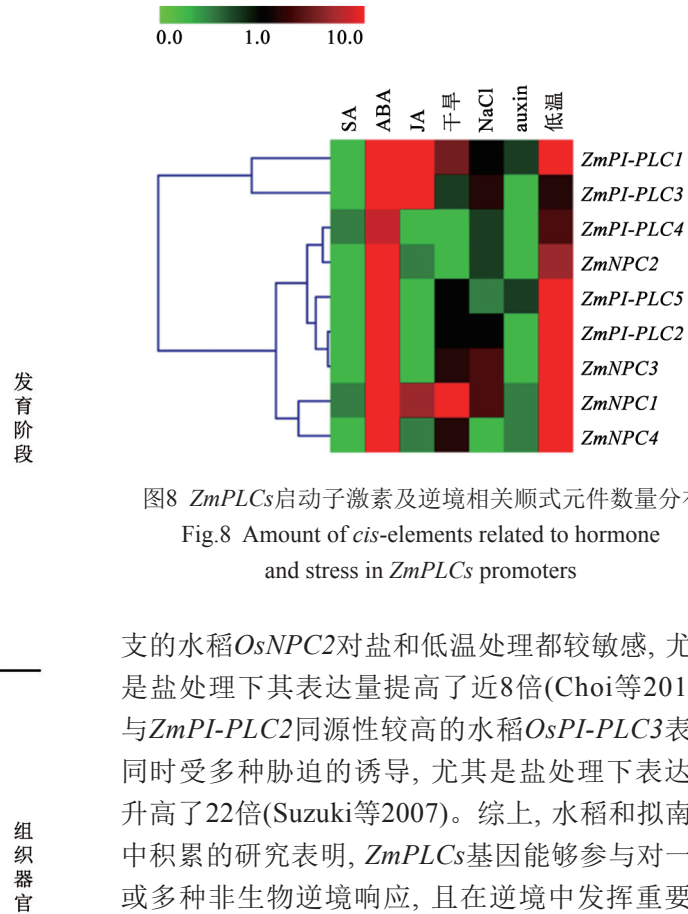 0.0 1.0 10.0
SA ABA JA 干旱 NaCl auxin 低温
ZmPI-PLC1
ZmPI-PLC3
ZmPI-PLC4
ZmNPC2
ZmPI-PLC5
ZmPI-PLC2
ZmNPC3
ZmNPC1
ZmNPC4
发育阶段
图8 ZmPLCs启动子激素及逆境相关顺式元件数量分布
Fig.8 Amount of cis-elements related to hormone
and stress in ZmPLCs promoters
支的水稻OsNPC2对盐和低温处理都较敏感, 尤
是盐处理下其表达量提高了近8倍(Choi等201
与ZmPI-PLC2同源性较高的水稻OsPI-PLC3表
同时受多种胁迫的诱导, 尤其是盐处理下表达
升高了22倍(Suzuki等2007)。综上, 水稻和拟南
中积累的研究表明, ZmPLCs基因能够参与对一
或多种非生物逆境响应, 且在逆境中发挥重要
组织器官